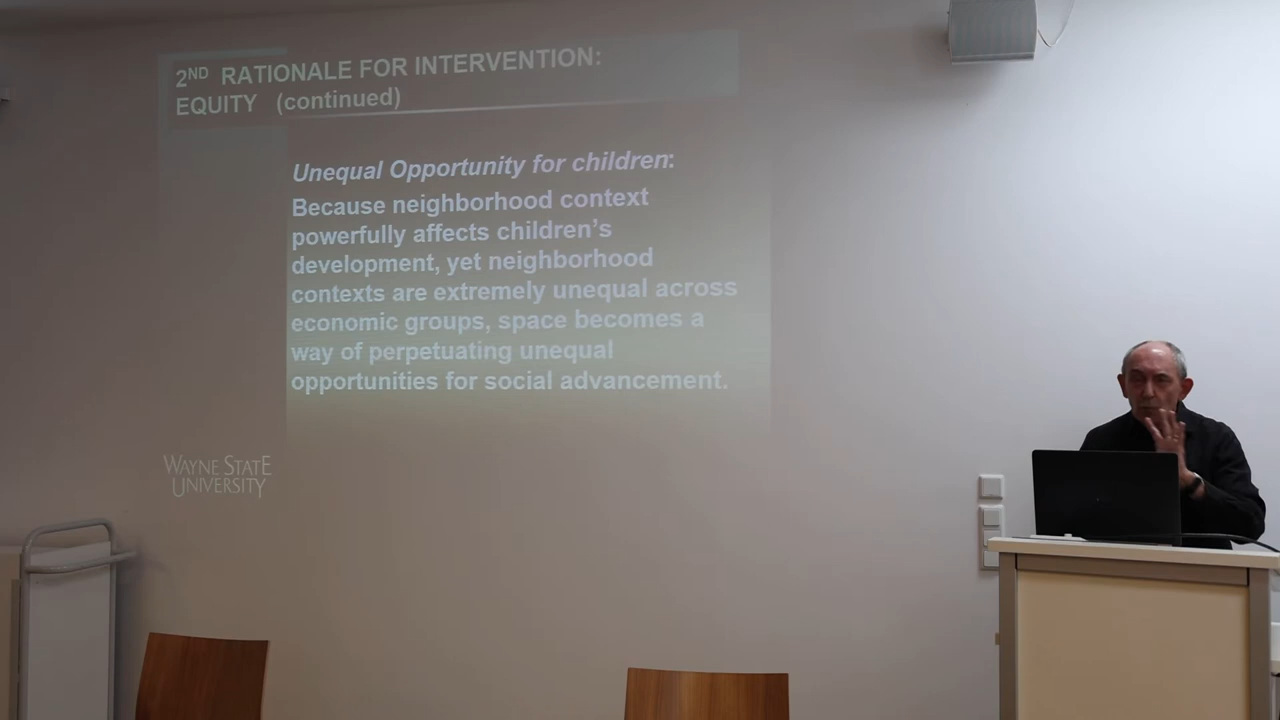 2ND RATIONALE FOR INTERVENTION:
EQUITY (continued)
Unequal Opportunity for children:
Because neighborhood context
powerfully affects children’s
development, yet neighborhood
contexts are extremely unequal across
economic groups, space becomes a
way of perpetuating unequal
opportunities for social advancement.
WAYNE STATE
UNIVERSITY